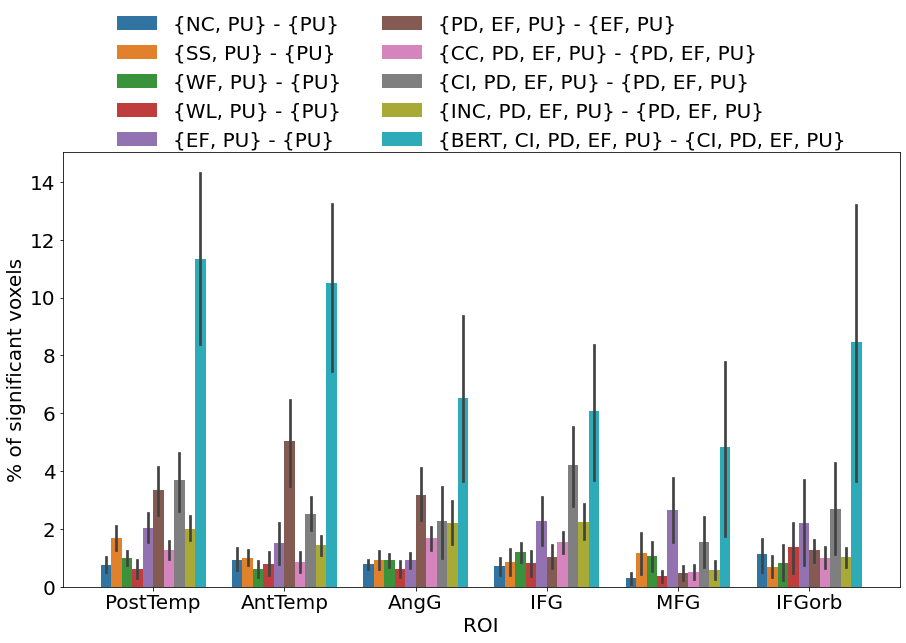 {NC, PU} - {PU}
{SS, PU} - {PU}
{WF, PU} - {PU}
{WL, PU} - {PU}
{EF, PU} - {PU}
{PD, EF, PU} - {EF, PU}
{CC, PD, EF, PU} - {PD, EF, PU}
{CI, PD, EF, PU} - {PD, EF, PU}
{INC, PD, EF, PU} - {PD, EF, PU}
{BERT, CI, PD, EF, PU} - {CI, PD, EF, PU}
% of significant voxels
14
12
10
8
6
4
2
0
PostTemp AntTemp AngG IFG MFG IFGorb
ROI